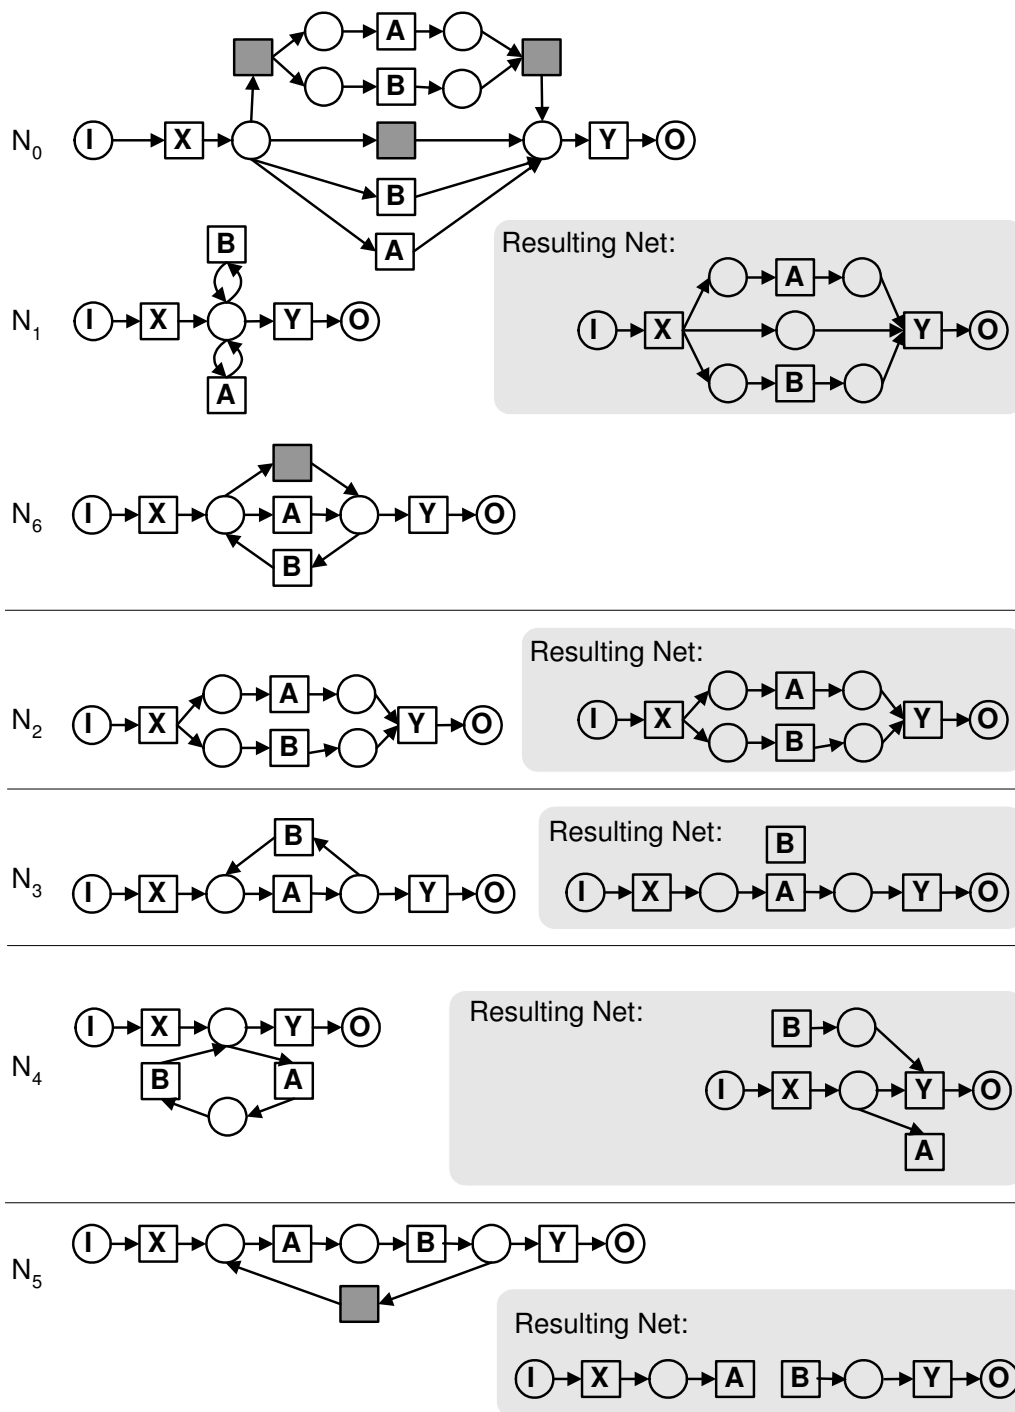 A
B
N0 I X Y O
B
A
B
Resulting Net:
A
N1 I X Y O
I X Y O
B
A
N6 I X A Y O
B
Resulting Net:
A A
N2 I X Y O I X Y O
B B
B Resulting Net: B
N3 I X A Y O I X A Y O
Resulting Net:
I X Y O B
N4 B A I X Y O
A
I X A B Y O
N5
Resulting Net:
I X A B Y O